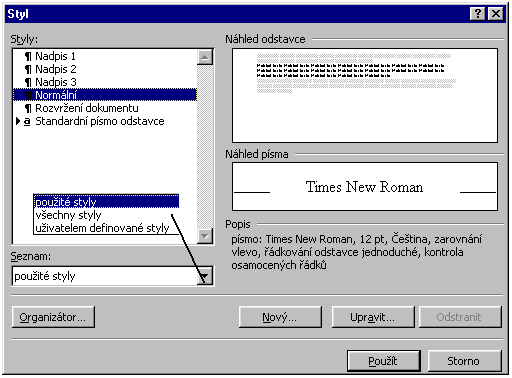 Styl
Styly:
Nadpis 1
Nadpis 2
Nadpis 3
Normální
Rozvržení dokumentu
a Standardní písmo odstavce
použité styly
všechny styly
uživatelem definované styly
Seznam:
použité styly
Náhled odstavce
Náhled písma
Times New Roman
Popis
písmo: Times New Roman, 12 pt, Čeština, zarovnání
vlevo, řádkování odstavce jednoduché, kontrola
osamocených řádků
Organizátor...
Nový...
Upravit...
Odstranit
Použít
Storno